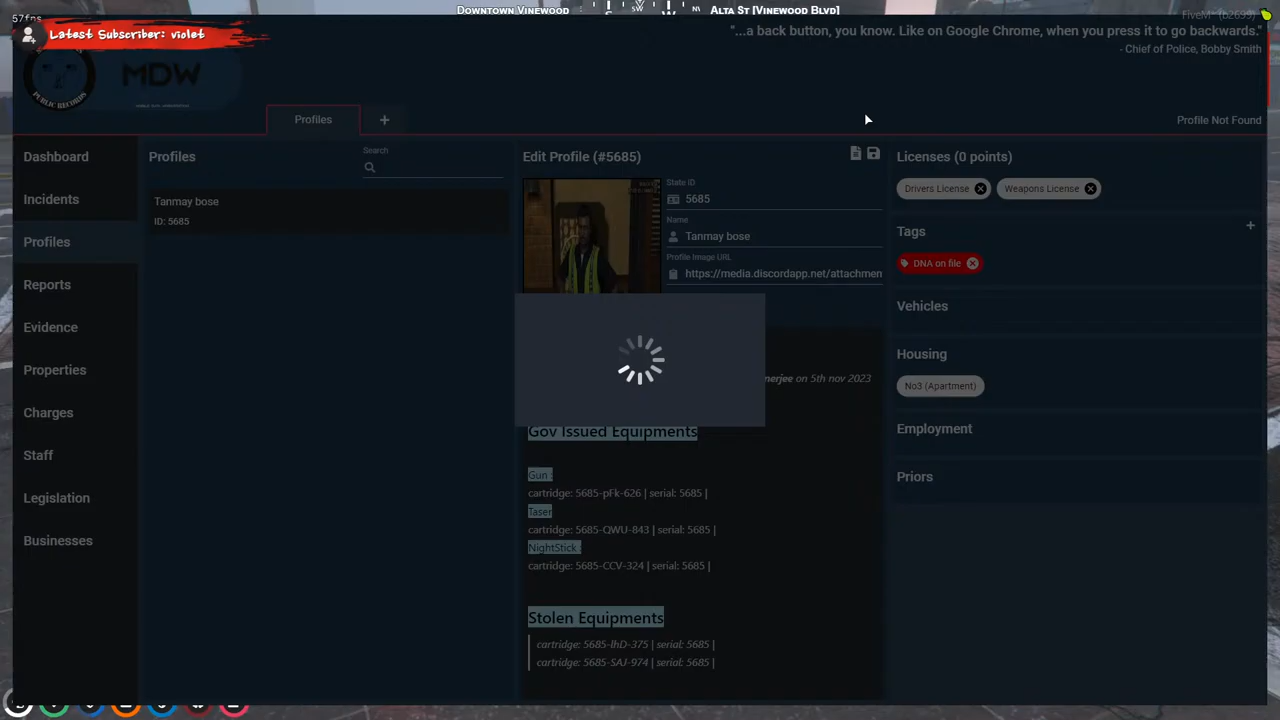 57fps
DOWNTOWN VINEWOOD
ALTA ST [VINEWOOD BLVD]
FiveM® (b2699)
Latest Subscriber: violet
"...a back button, you know. Like on Google Chrome, when you press it to go backwards."
- Chief of Police, Bobby Smith
MDW
PUBLIC RECORDS
Profiles
+
Profile Not Found
Dashboard
Incidents
Profiles
Reports
Evidence
Properties
Charges
Staff
Legislation
Businesses
Profiles
Search
Tanmay bose
ID: 5685
Edit Profile (#5685)
State ID
5685
Name
Tanmay bose
Profile Image URL
https://media.discordapp.net/attachmen
nerjee on 5th nov 2023
Gov Issued Equipments
Gun :
cartridge: 5685-pFk-626 | serial: 5685 |
Taser
cartridge: 5685-QWU-843 | serial: 5685 |
NightStick :
cartridge: 5685-CCV-324 | serial: 5685 |
Stolen Equipments
cartridge: 5685-lhD-375 | serial: 5685 |
cartridge: 5685-SAJ-974 | serial: 5685 |
Licenses (0 points)
Drivers License
Weapons License
Tags
+
DNA on file
Vehicles
Housing
No3 (Apartment)
Employment
Priors